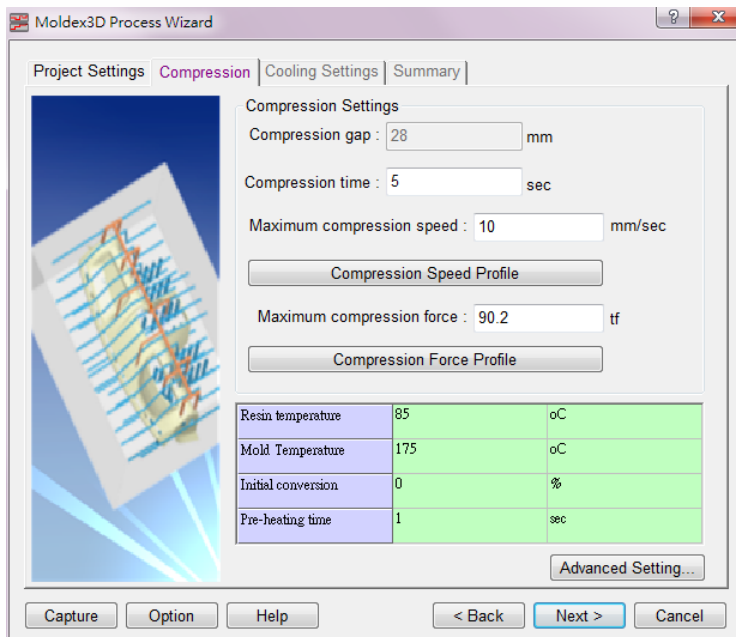 Moldex3D Process Wizard
Project Settings Compression Cooling Settings Summary
Compression Settings
Compression gap : 28 mm
Compression time : 5 sec
Maximum compression speed : 10 mm/sec
Compression Speed Profile
Maximum compression force : 90.2 tf
Compression Force Profile
Resin temperature 85 oC
Mold Temperature 175 oC
Initial conversion 0 %
Pre-heating time 1 sec
Advanced Setting...
Capture Option Help < Back Next > Cancel